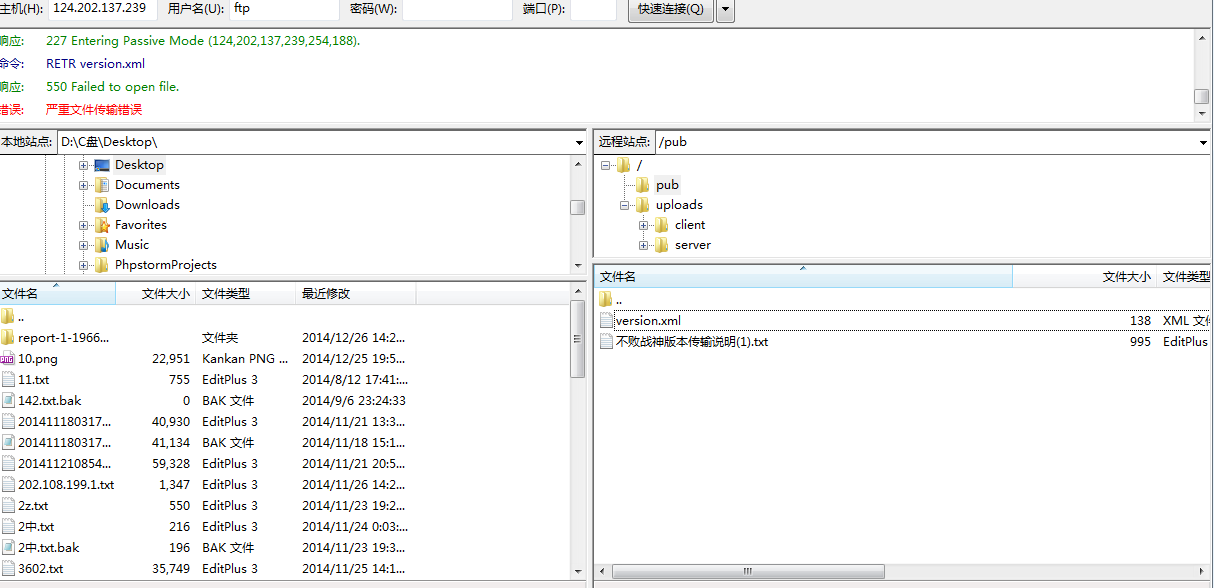 主机(H): 124.202.137.239 用户名(U): ftp 密码(W): 端口(P): 快速连接(Q)
响应: 227 Entering Passive Mode (124,202,137,239,254,188).
命令: RETR version.xml
响应: 550 Failed to open file.
错误: 严重文件传输错误
本地站点: D:\C盘\Desktop\
Desktop
Documents
Downloads
Favorites
Music
PhpstormProjects
文件名 文件大小 文件类型 最近修改
..
report-1-1966... 文件夹 2014/12/26 14:2...
10.png 22,951 Kankan PNG ... 2014/12/25 19:5...
11.txt 755 EditPlus 3 2014/8/12 17:41:...
142.txt.bak 0 BAK 文件 2014/9/6 23:24:33
201411180317... 40,930 EditPlus 3 2014/11/21 13:3...
201411180317... 41,134 BAK 文件 2014/11/18 15:1...
201411210854... 59,328 EditPlus 3 2014/11/21 20:5...
202.108.199.1.txt 1,347 EditPlus 3 2014/11/26 14:2...
2z.txt 550 EditPlus 3 2014/11/23 19:2...
2中.txt 216 EditPlus 3 2014/11/24 0:03:...
2中.txt.bak 196 BAK 文件 2014/11/23 19:3...
3602.txt 35,749 EditPlus 3 2014/11/25 14:1...
远程站点: /pub
/
pub
uploads
client
server
文件名 文件大小 文件类型
..
version.xml 138 XML 文件
不败战神版本传输说明(1).txt 995 EditPlus